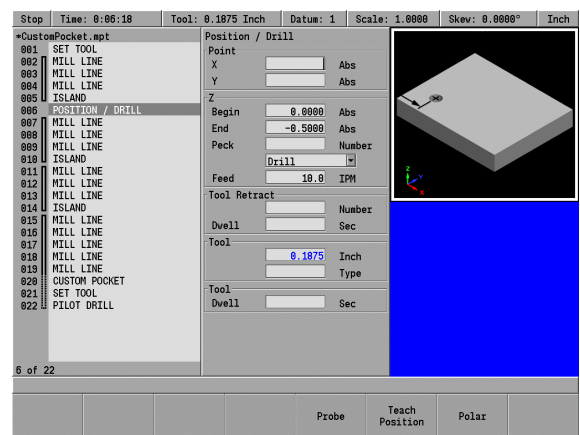 Stop Time: 0:06:18 Tool: 0.1875 Inch Datum: 1 Scale: 1.0000 Skew: 0.0000° Inch
*CustomPocket.mpt
001 SET TOOL
002 MILL LINE
003 MILL LINE
004 MILL LINE
005 ISLAND
006 POSITION / DRILL
007 MILL LINE
008 MILL LINE
009 MILL LINE
010 ISLAND
011 MILL LINE
012 MILL LINE
013 MILL LINE
014 ISLAND
015 MILL LINE
016 MILL LINE
017 MILL LINE
018 MILL LINE
019 MILL LINE
020 CUSTOM POCKET
021 SET TOOL
022 PILOT DRILL
6 of 22
Position / Drill
Point
X Abs
Y Abs
Z
Begin 0.0000 Abs
End -0.5000 Abs
Peck Number
Drill
Feed 10.0 IPM
Tool Retract
Number
Dwell Sec
Tool
0.1875 Inch
Type
Tool
Dwell Sec
Z
Y
X
Probe Teach Position Polar